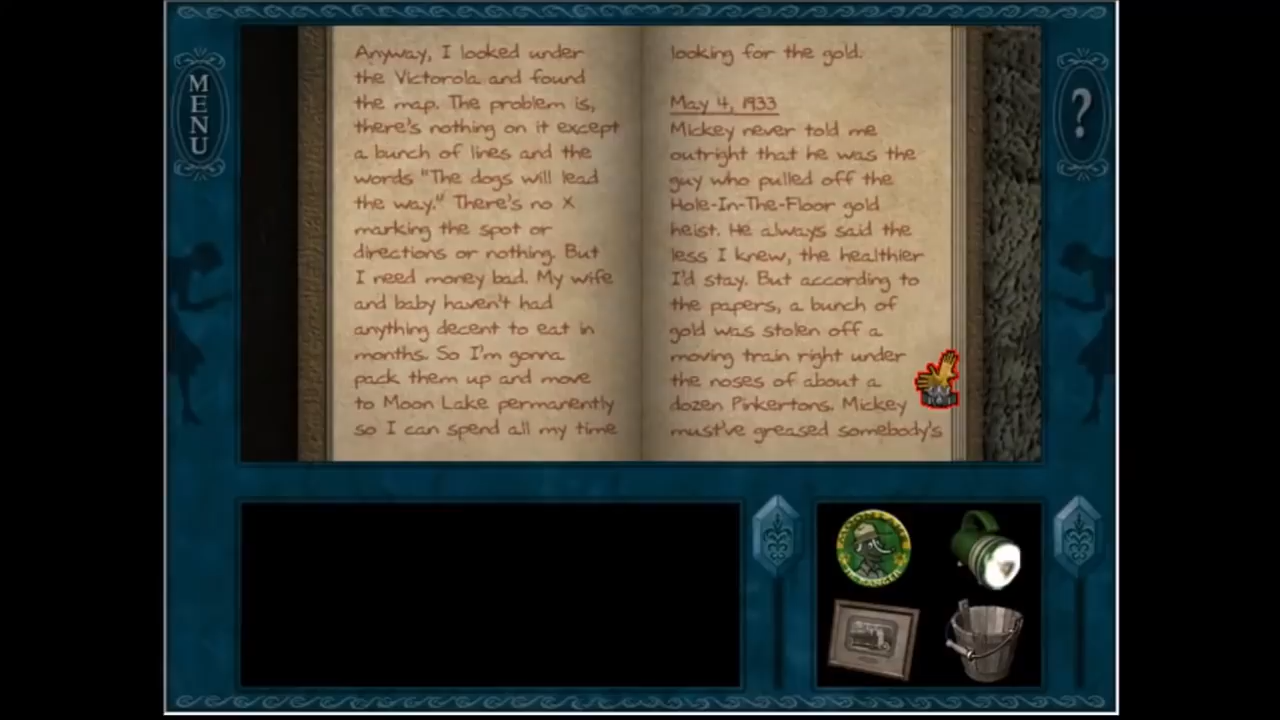 MENU
?
Anyway, I looked under
the Victorola and found
the map. The problem is,
there's nothing on it except
a bunch of lines and the
words "The dogs will lead
the way." There's no X
marking the spot or
directions or nothing. But
I need money bad. My wife
and baby haven't had
anything decent to eat in
months. So I'm gonna
pack them up and move
to Moon Lake permanently
so I can spend all my time
looking for the gold.
May 4, 1933
Mickey never told me
outright that he was the
guy who pulled off the
Hole-In-The-Floor gold
heist. He always said the
less I knew, the healthier
I'd stay. But according to
the papers, a bunch of
gold was stolen off a
moving train right under
the noses of about a
dozen Pinkertons. Mickey
must've greased somebody's
MOON LAKE
JR. RANGER